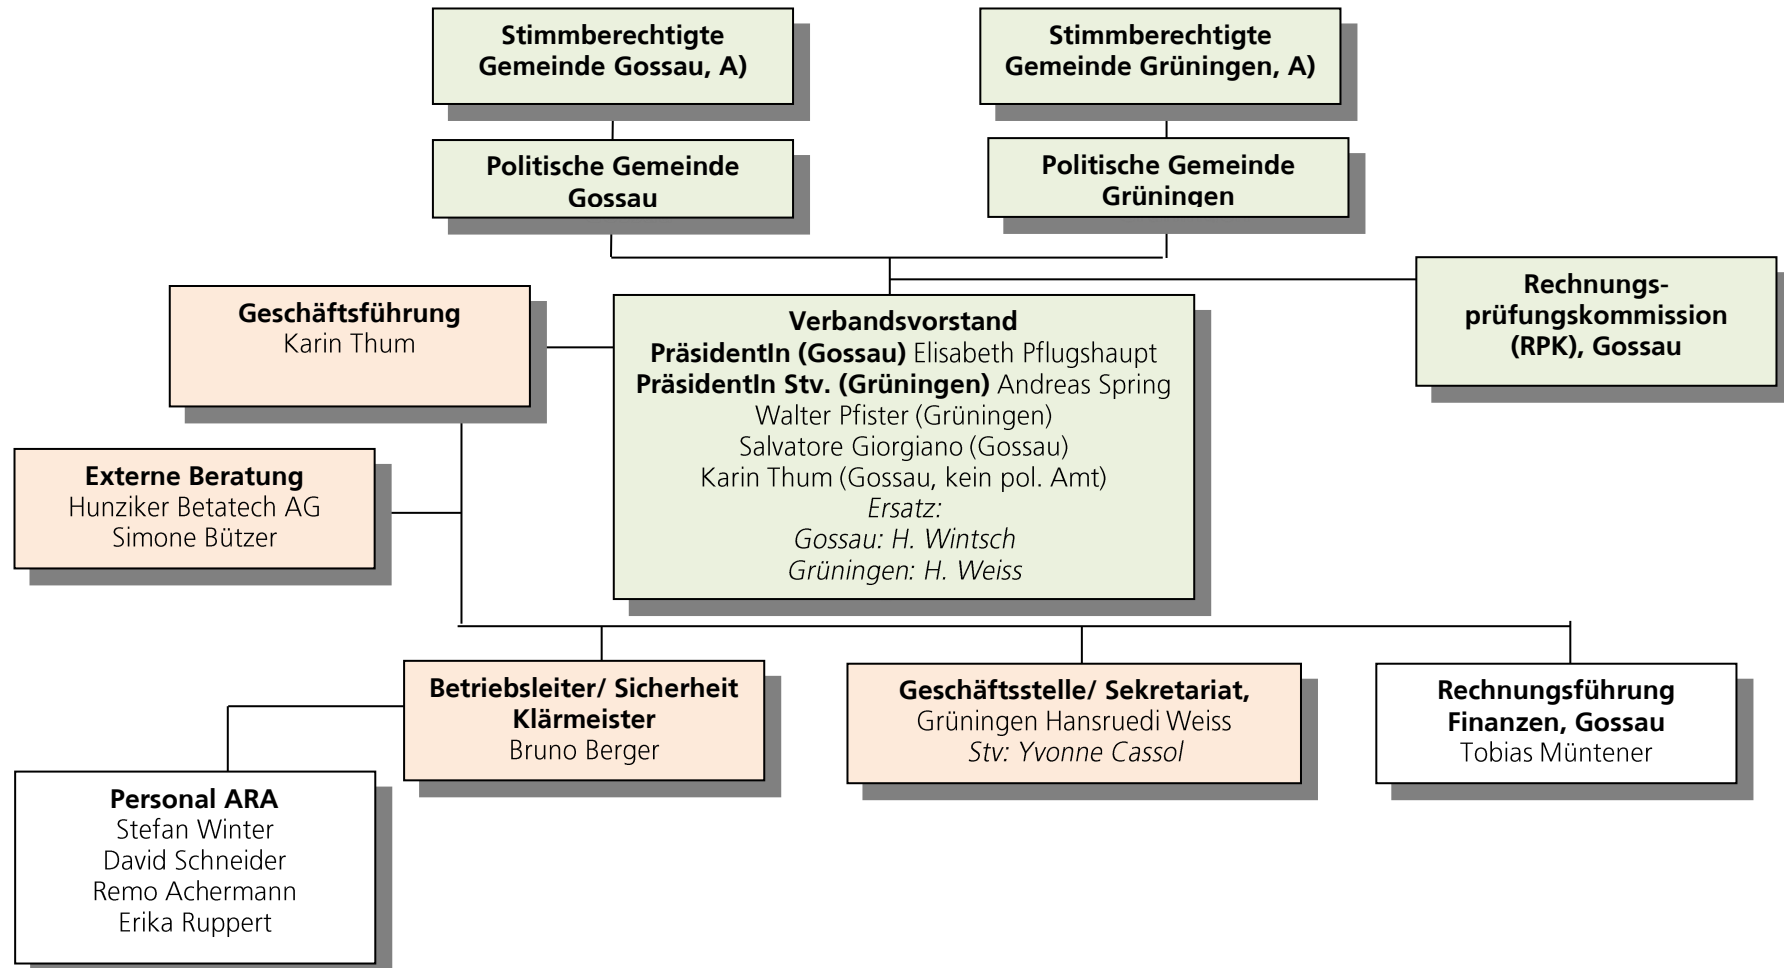 Stimmberechtigte
Gemeinde Gossau, A)
Stimmberechtigte
Gemeinde Grüningen, A)
Politische Gemeinde
Gossau
Politische Gemeinde
Grüningen
Rechnungs-
prüfungskommission
(RPK), Gossau
Geschäftsführung
Karin Thum
Verbandsvorstand
PräsidentIn (Gossau) Elisabeth Pflugshaupt
PräsidentIn Stv. (Grüningen) Andreas Spring
Walter Pfister (Grüningen)
Salvatore Giorgiano (Gossau)
Karin Thum (Gossau, kein pol. Amt)
Ersatz:
Gossau: H. Wintsch
Grüningen: H. Weiss
Externe Beratung
Hunziker Betatech AG
Simone Bützer
Betriebsleiter/ Sicherheit
Klärmeister
Bruno Berger
Geschäftsstelle/ Sekretariat,
Grüningen Hansruedi Weiss
Stv: Yvonne Cassol
Rechnungsführung
Finanzen, Gossau
Tobias Müntener
Personal ARA
Stefan Winter
David Schneider
Remo Achermann
Erika Ruppert